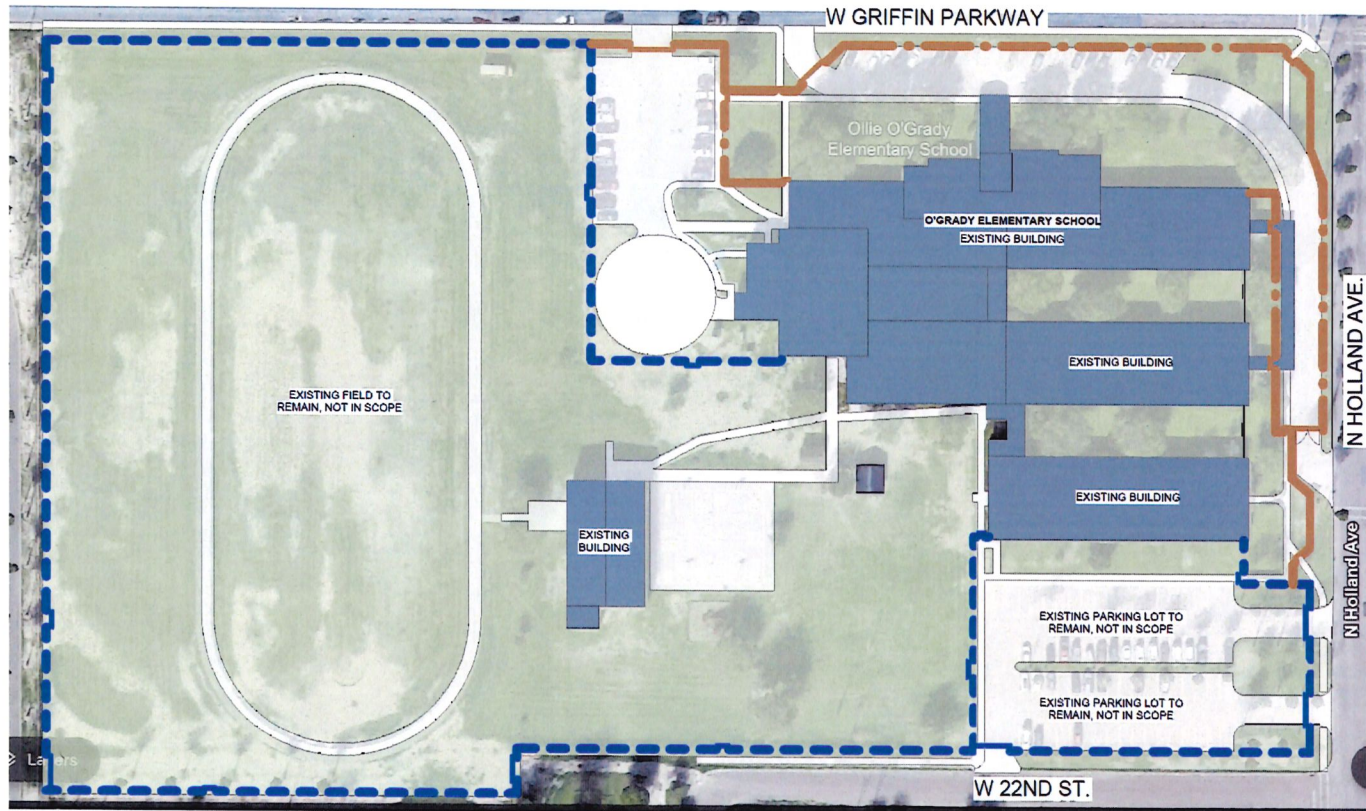 W GRIFFIN PARKWAY
Ollie O'Grady
Elementary School
O'GRADY ELEMENTARY SCHOOL
EXISTING BUILDING
N HOLLAND AVE.
EXISTING BUILDING
EXISTING FIELD TO
REMAIN, NOT IN SCOPE
EXISTING BUILDING
EXISTING
BUILDING
N Holland Ave
EXISTING PARKING LOT TO
REMAIN, NOT IN SCOPE
EXISTING PARKING LOT TO
REMAIN, NOT IN SCOPE
Layers
W 22ND ST.